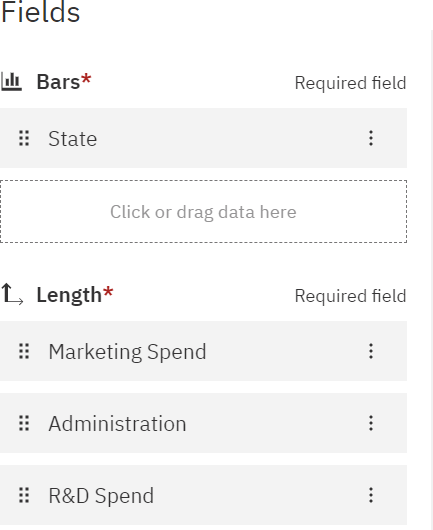 Fields
Bars* Required field
State
Click or drag data here
Length* Required field
Marketing Spend
Administration
R&D Spend